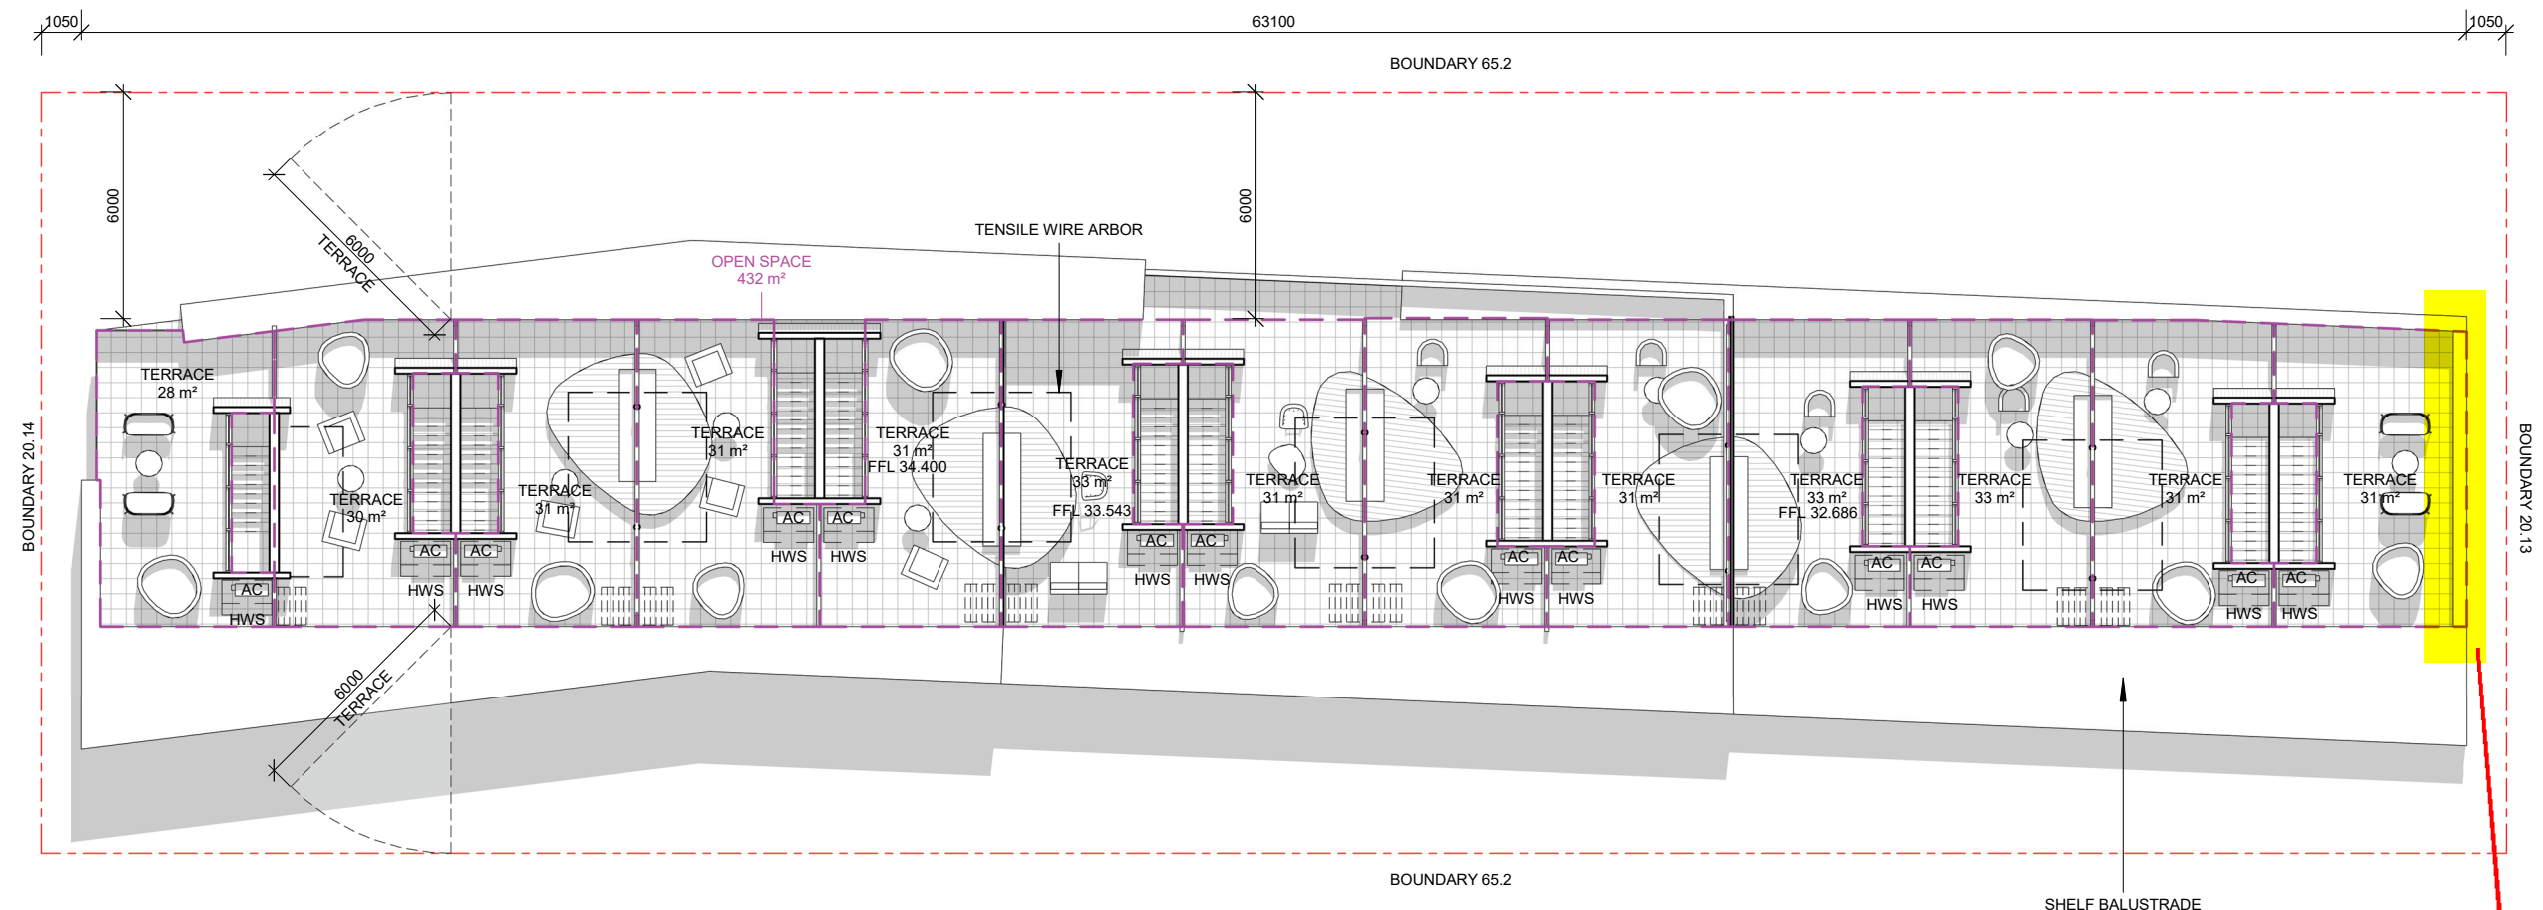 1050
63100
1050
BOUNDARY 65.2
6000
6000
TERRACE
6000
TENSILE WIRE ARBOR
OPEN SPACE
432 m²
BOUNDARY 20.14
BOUNDARY 20.13
TERRACE
28 m²
TERRACE
30 m²
TERRACE
31 m²
TERRACE
31 m²
TERRACE
31 m²
FFL 34.400
TERRACE
33 m²
FFL 33.543
TERRACE
31 m²
TERRACE
31 m²
TERRACE
31 m²
TERRACE
33 m²
FFL 32.686
TERRACE
33 m²
TERRACE
31 m²
TERRACE
31 m²
AC
HWS
AC
AC
HWS
HWS
AC
AC
HWS
HWS
AC
AC
HWS
HWS
AC
AC
HWS
HWS
AC
AC
HWS
HWS
AC
AC
HWS
HWS
6000
TERRACE
BOUNDARY 65.2
SHELF BALUSTRADE